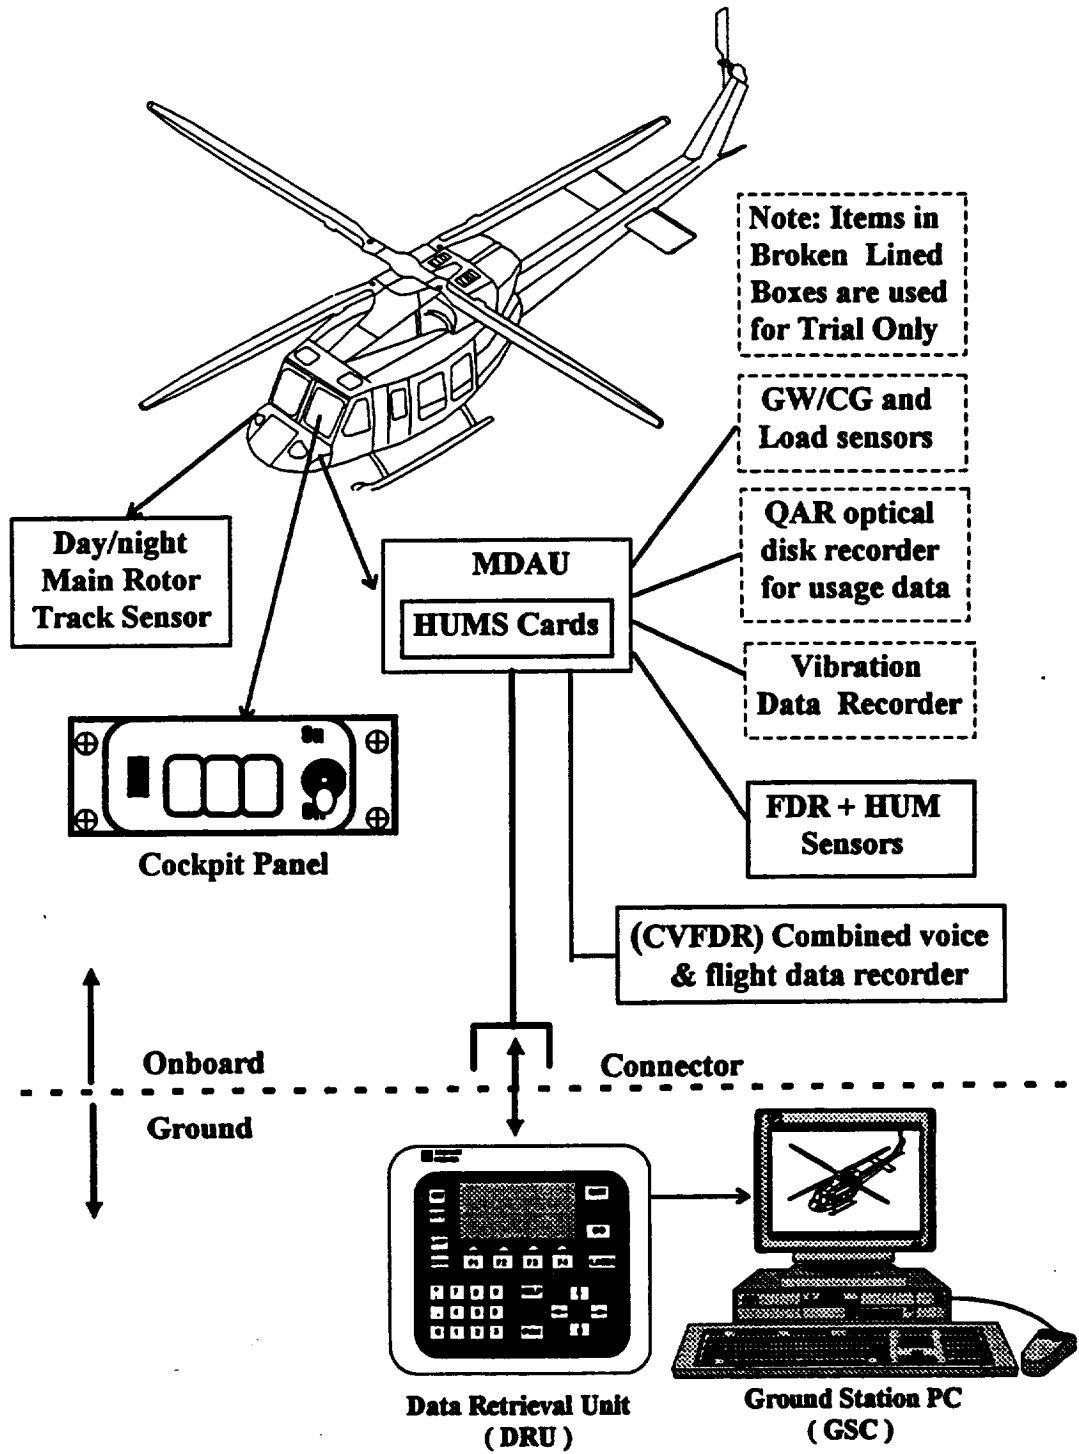 Note: Items in
Broken Lined
Boxes are used
for Trial Only
GW/CG and
Load sensors
QAR optical
disk recorder
for usage data
Day/night
Main Rotor
Track Sensor
MDAU
HUMS Cards
Vibration
Data Recorder
FDR + HUM
Sensors
Cockpit Panel
(CVFDR) Combined voice
& flight data recorder
Onboard
Connector
Ground
P2
P3
P4
Data Retrieval Unit
( DRU )
Ground Station PC
( GSC )